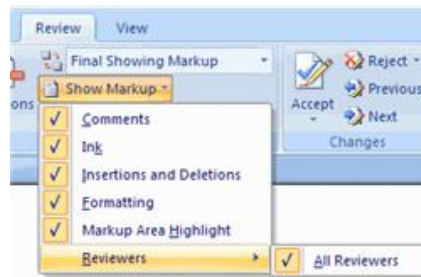 Review View
Final Showing Markup
Reject
ons
Show Markup
Previous
Accept
Next
Comments
Changes
Ink
Insertions and Deletions
Formatting
Markup Area Highlight
Reviewers
All Reviewers